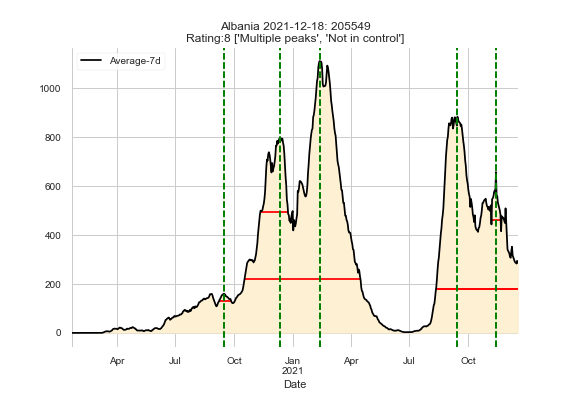 Albania 2021-12-18: 205549
Rating:8 ['Multiple peaks', 'Not in control']
Average-7d
1000
800
600
400
200
0
Apr Jul Oct Jan Apr Jul Oct
2021
Date